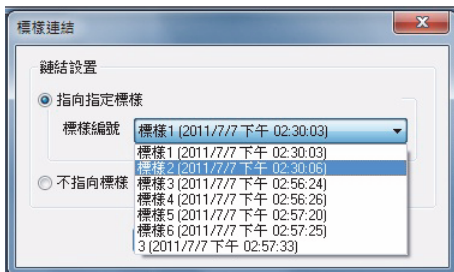 標樣連結
鏈結設置
指向指定標樣
標樣編號 標樣1 (2011/7/7 下午 02:30:03)
標樣1 (2011/7/7 下午 02:30:03)
標樣2 (2011/7/7 下午 02:30:06)
不指向標樣 標樣3 (2011/7/7 下午 02:56:24)
標樣4 (2011/7/7 下午 02:56:26)
標樣5 (2011/7/7 下午 02:57:20)
標樣6 (2011/7/7 下午 02:57:25)
3 (2011/7/7 下午 02:57:33)